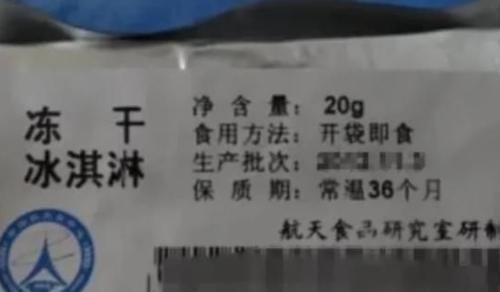 冻 干
冰淇淋
净 含 量： 20g
食用方法： 开袋即食
生产批次：
保 质 期： 常温36个月
航天食品研究室研制